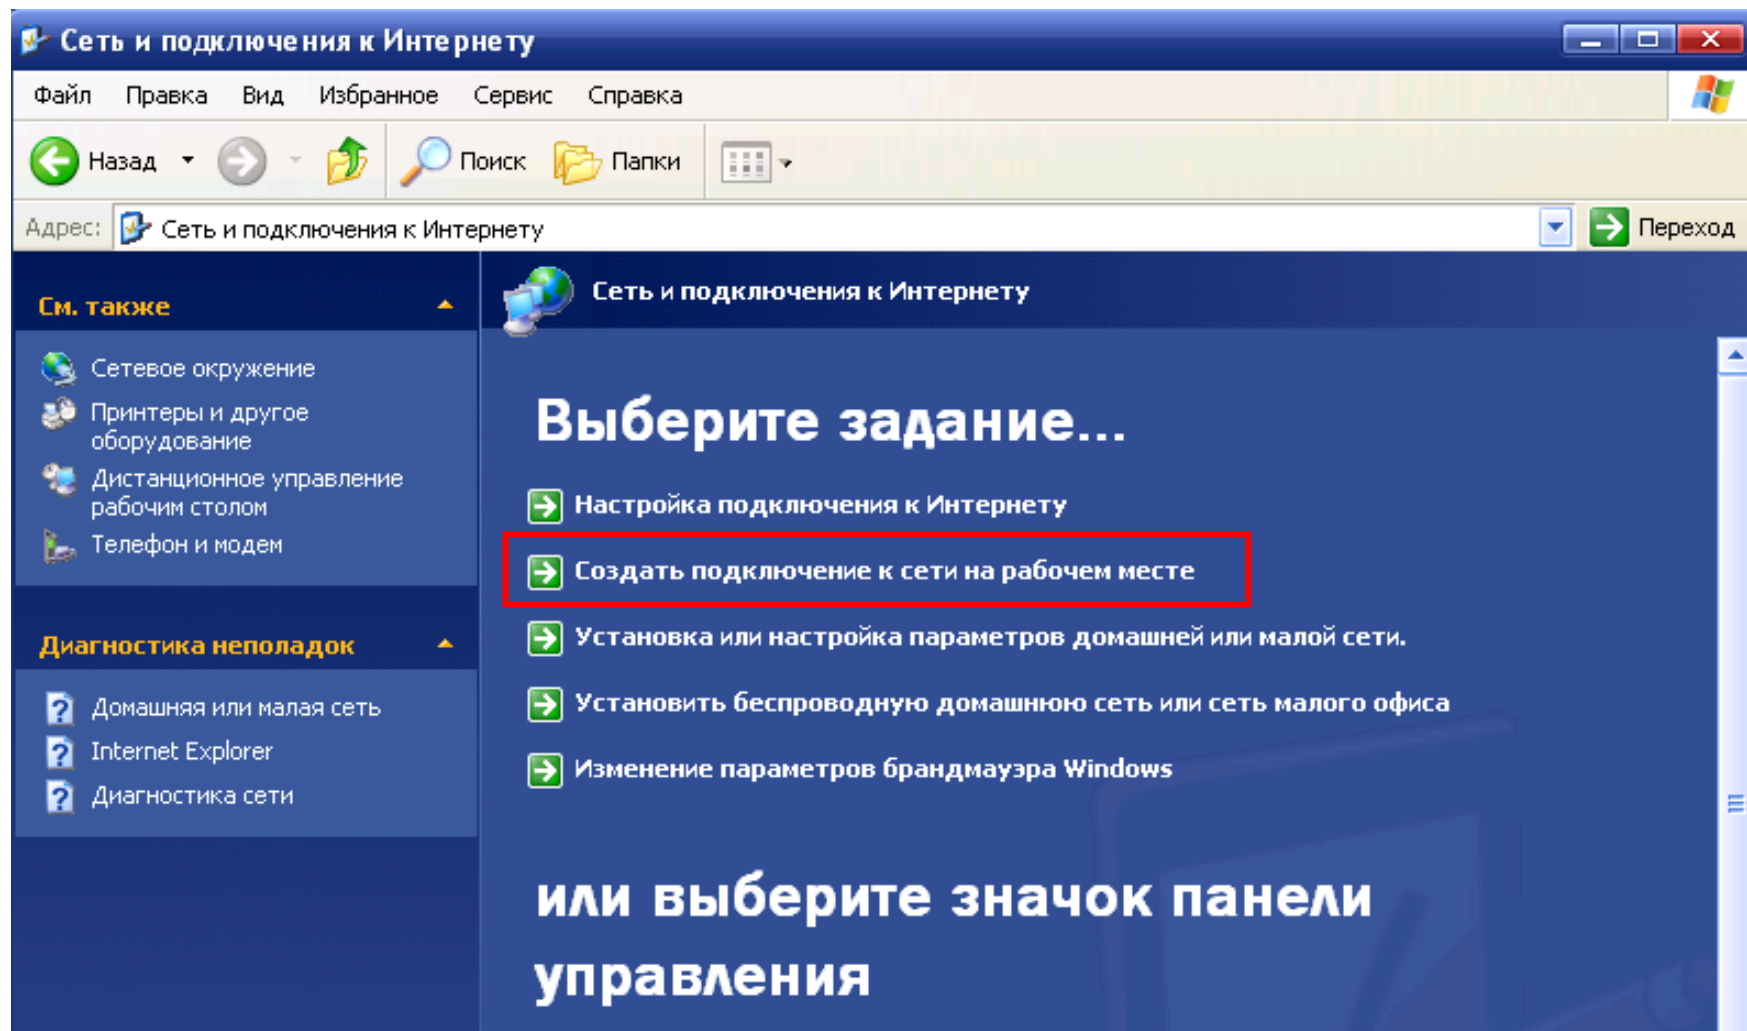 Сеть и подключения к Интернету
Файл Правка Вид Избранное Сервис Справка
Назад Поиск Папки
Адрес: Сеть и подключения к Интернету Переход
См. также
Сетевое окружение
Принтеры и другое
оборудование
Дистанционное управление
рабочим столом
Телефон и модем
Диагностика неполадок
Домашняя или малая сеть
Internet Explorer
Диагностика сети
Сеть и подключения к Интернету
Выберите задание...
Настройка подключения к Интернету
Создать подключение к сети на рабочем месте
Установка или настройка параметров домашней или малой сети.
Установить беспроводную домашнюю сеть или сеть малого офиса
Изменение параметров брандмауэра Windows
или выберите значок панели
управления